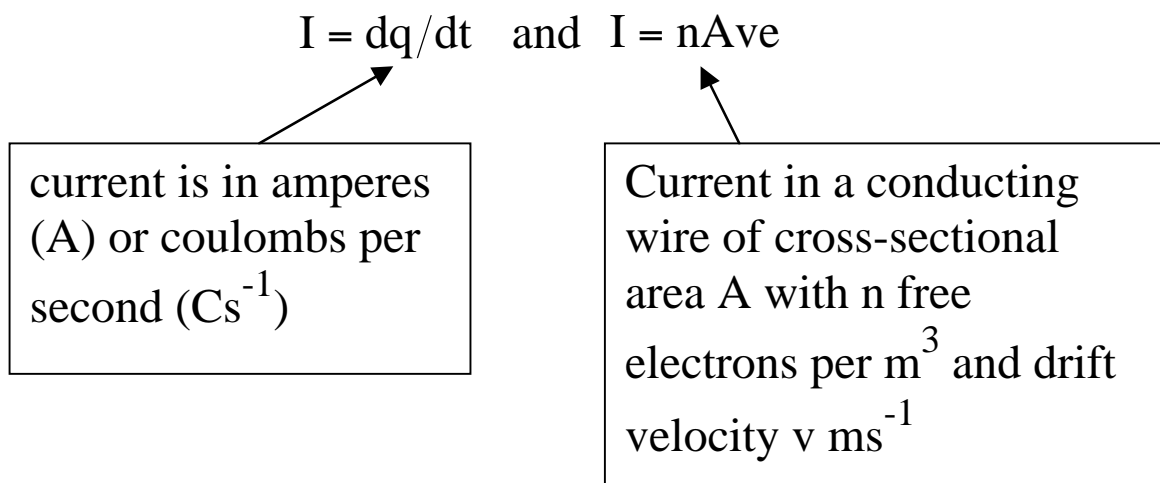 I = dq/dt and I = nAve
current is in amperes
(A) or coulombs per
second (Cs⁻¹)
Current in a conducting
wire of cross-sectional
area A with n free
electrons per m³ and drift
velocity v ms⁻¹